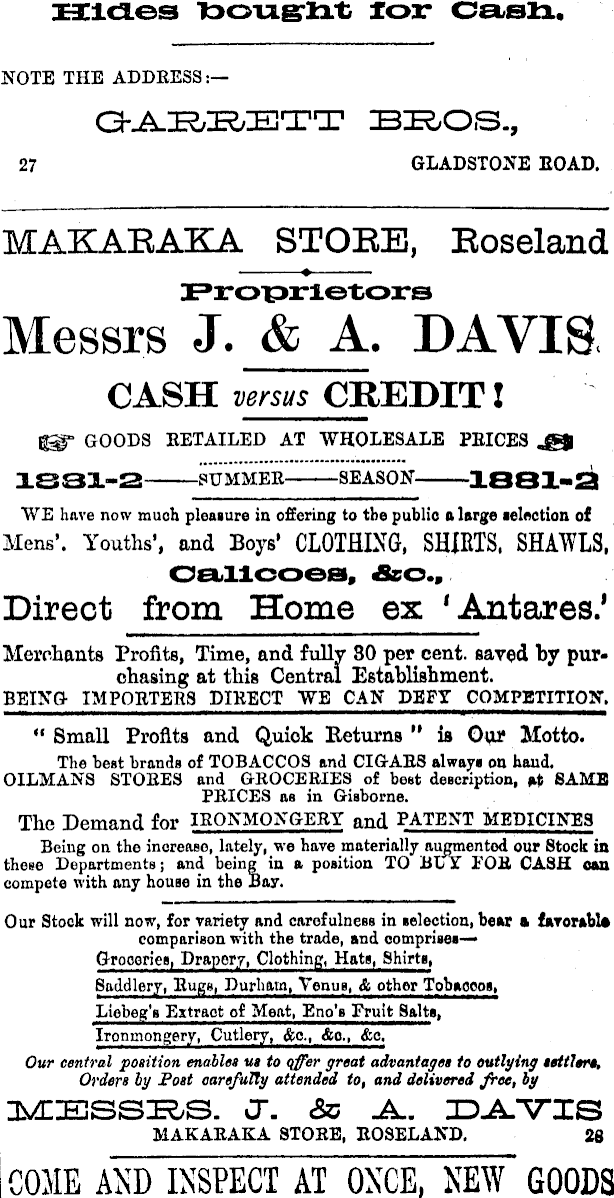 Hides bought for Cash.
NOTE THE ADDRESS:—
GARRETT BROS.,
27 GLADSTONE ROAD.
MAKARAKA STORE, Roseland
Proprietors
Messrs J. & A. DAVIS.
CASH versus CREDIT!
☞ GOODS RETAILED AT WHOLESALE PRICES ☜
1881-2——SUMMER——SEASON——1881-2
WE have now much pleasure in offering to the public a large selection of
Mens'. Youths', and Boys' CLOTHING, SHIRTS, SHAWLS,
Calicoes, &c.,
Direct from Home ex 'Antares.'
Merchants Profits, Time, and fully 30 per cent. saved by pur-
chasing at this Central Establishment.
BEING IMPORTERS DIRECT WE CAN DEFY COMPETITION.
"Small Profits and Quick Returns" is Our Motto.
The best brands of TOBACCOS and CIGARS always on hand.
OILMANS STORES and GROCERIES of best description, at SAME
PRICES as in Gisborne.
The Demand for IRONMONGERY and PATENT MEDICINES
Being on the increase, lately, we have materially augmented our Stock in
these Departments; and being in a position TO BUY FOR CASH can
compete with any house in the Bay.
Our Stock will now, for variety and carefulness in selection, bear a favorable
comparison with the trade, and comprises—
Groceries, Drapery, Clothing, Hats, Shirts,
Saddlery, Rugs, Durham, Venus, & other Tobaccos,
Liebeg's Extract of Meat, Eno's Fruit Salts,
Ironmongery, Cutlery, &c., &c., &c.
Our central position enables us to offer great advantages to outlying settlers,
Orders by Post carefully attended to, and delivered free, by
MESSRS. J. & A. DAVIS
MAKARAKA STORE, ROSELAND. 28
COME AND INSPECT AT ONCE, NEW GOODS